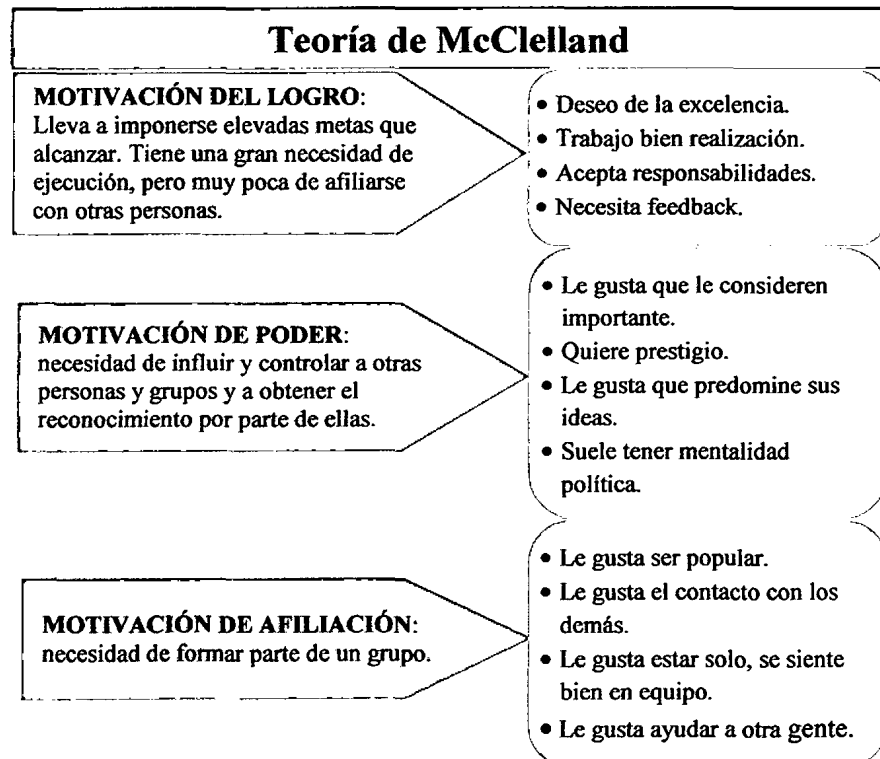 Teoría de McClelland
MOTIVACIÓN DEL LOGRO:
Lleva a imponerse elevadas metas que
alcanzar. Tiene una gran necesidad de
ejecución, pero muy poca de afiliarse
con otras personas.
• Deseo de la excelencia.
• Trabajo bien realización.
• Acepta responsabilidades.
• Necesita feedback.
MOTIVACIÓN DE PODER:
necesidad de influir y controlar a otras
personas y grupos y a obtener el
reconocimiento por parte de ellas.
• Le gusta que le consideren
importante.
• Quiere prestigio.
• Le gusta que predomine sus
ideas.
• Suele tener mentalidad
política.
MOTIVACIÓN DE AFILIACIÓN:
necesidad de formar parte de un grupo.
• Le gusta ser popular.
• Le gusta el contacto con los
demás.
• Le gusta estar solo, se siente
bien en equipo.
• Le gusta ayudar a otra gente.